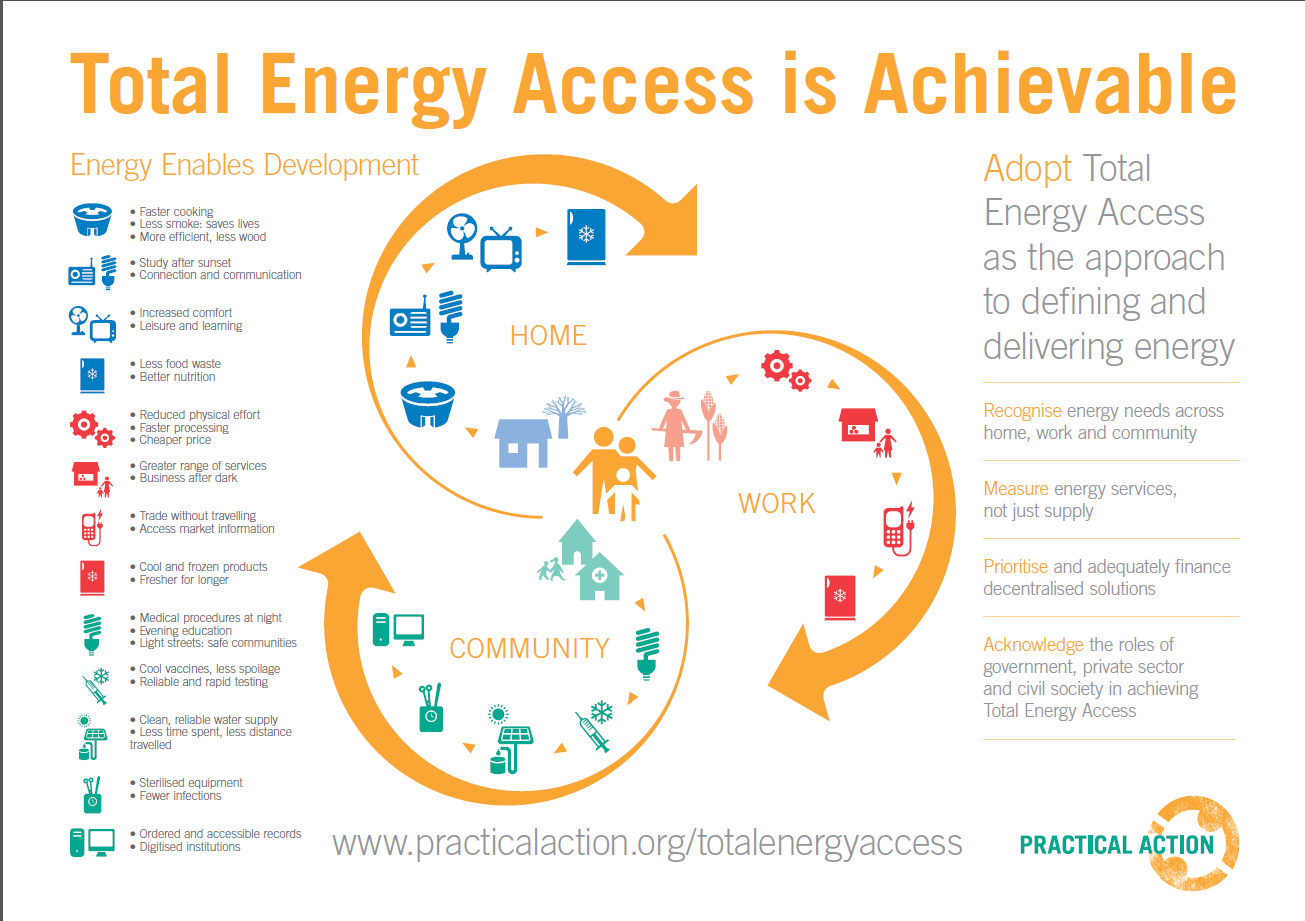 Total Energy Access is Achievable
Energy Enables Development
• Faster cooking
• Less smoke: saves lives
• More efficient, less wood
• Study after sunset
• Connection and communication
• Increased comfort
• Leisure and learning
• Less food waste
• Better nutrition
• Reduced physical effort
• Faster processing
• Cheaper price
• Greater range of services
• Business after dark
• Trade without travelling
• Access market information
• Cool and frozen products
• Fresher for longer
• Medical procedures at night
• Evening education
• Light streets: safe communities
• Cool vaccines, less spoilage
• Reliable and rapid testing
• Clean, reliable water supply
• Less time spent, less distance
travelled
• Sterilised equipment
• Fewer infections
• Ordered and accessible records
• Digitised institutions
HOME
WORK
COMMUNITY
Adopt Total
Energy Access
as the approach
to defining and
delivering energy
Recognise energy needs across
home, work and community
Measure energy services,
not just supply
Prioritise and adequately finance
decentralised solutions
Acknowledge the roles of
government, private sector
and civil society in achieving
Total Energy Access
www.practicalaction.org/totalenergyaccess
PRACTICAL ACTION